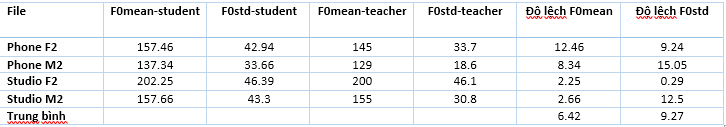 File F0mean-student F0std-student F0mean-teacher F0std-teacher Độ lệch F0mean Độ lệch F0std
Phone F2 157.46 42.94 145 33.7 12.46 9.24
Phone M2 137.34 33.66 129 18.6 8.34 15.05
Studio F2 202.25 46.39 200 46.1 2.25 0.29
Studio M2 157.66 43.3 155 30.8 2.66 12.5
Trung bình 6.42 9.27